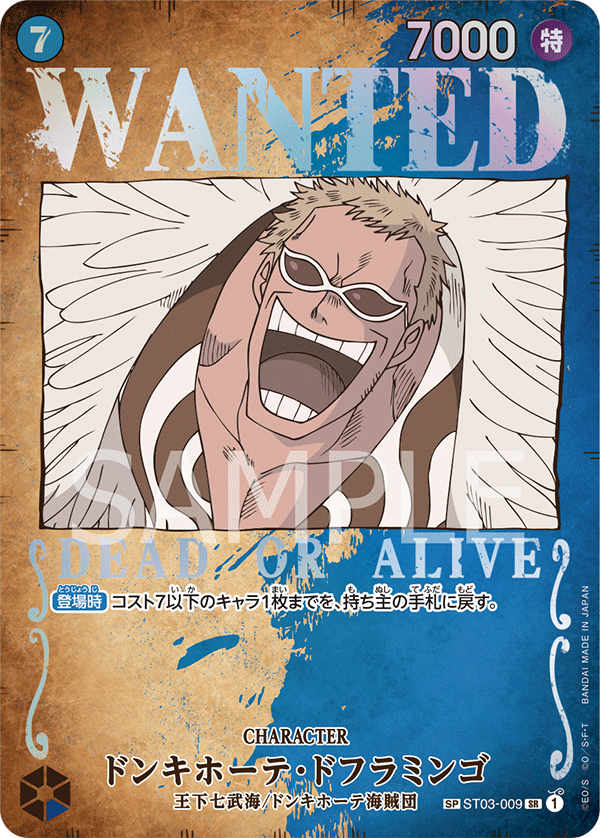 7
7000 特
WANTED
SAMPLE
DEAD OR ALIVE
登場時 コスト7以下のキャラ1枚までを、持ち主の手札に戻す。
CHARACTER
ドンキホーテ・ドフラミンゴ
王下七武海/ドンキホーテ海賊団
SP ST03-009 SR 1
©E.O/S ©O/S・F・T BANDAI MADE IN JAPAN